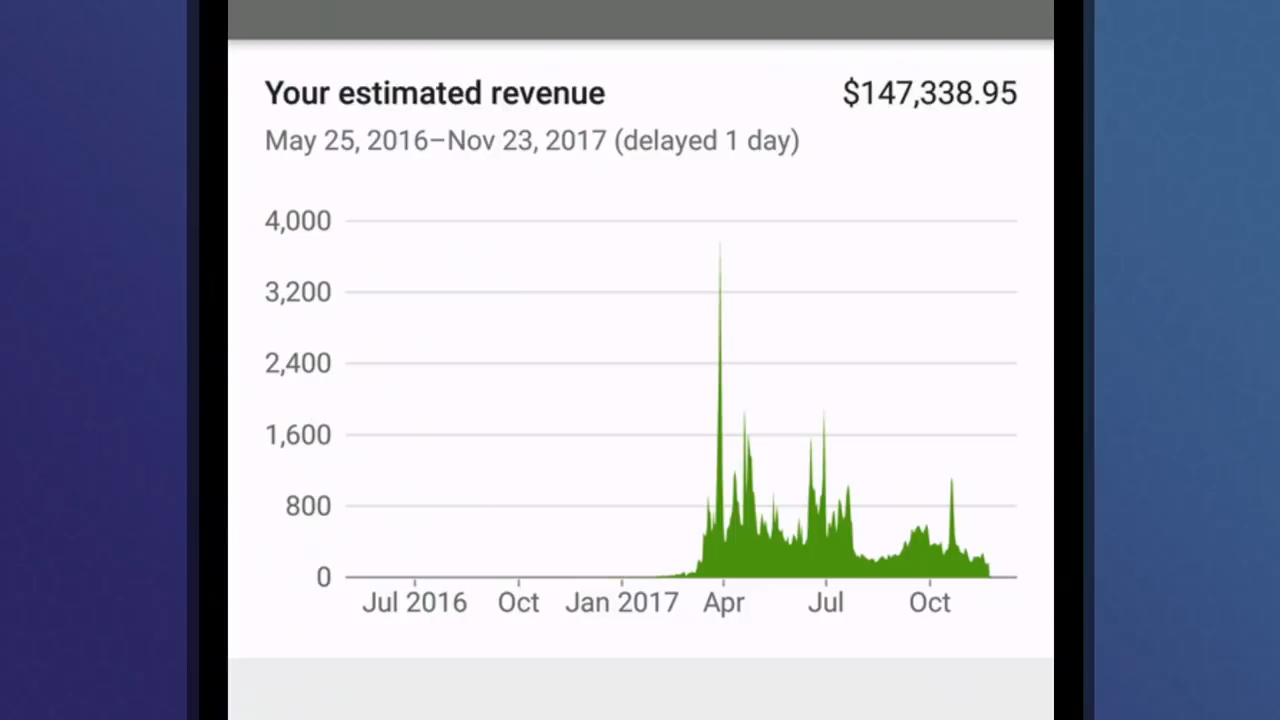 Your estimated revenue $147,338.95
May 25, 2016–Nov 23, 2017 (delayed 1 day)
4,000
3,200
2,400
1,600
800
0
Jul 2016 Oct Jan 2017 Apr Jul Oct